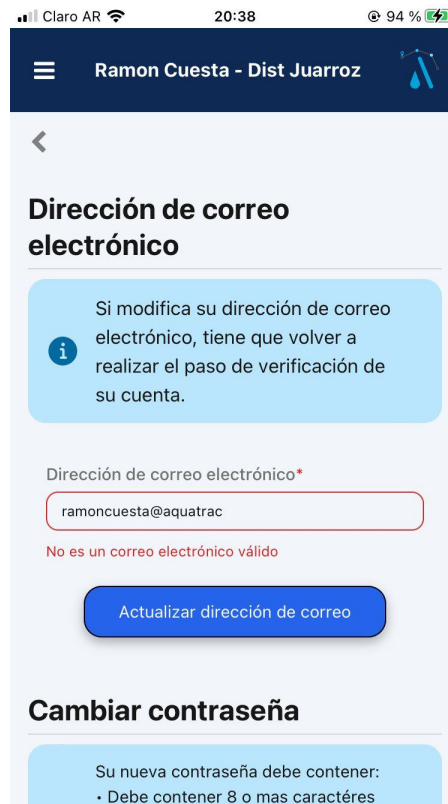 Claro AR 20:38 94 %
Ramon Cuesta - Dist Juarroz
Dirección de correo
electrónico
Si modifica su dirección de correo
electrónico, tiene que volver a
realizar el paso de verificación de
su cuenta.
Dirección de correo electrónico*
ramoncuesta@aquatrac
No es un correo electrónico válido
Actualizar dirección de correo
Cambiar contraseña
Su nueva contraseña debe contener:
• Debe contener 8 o mas caractéres